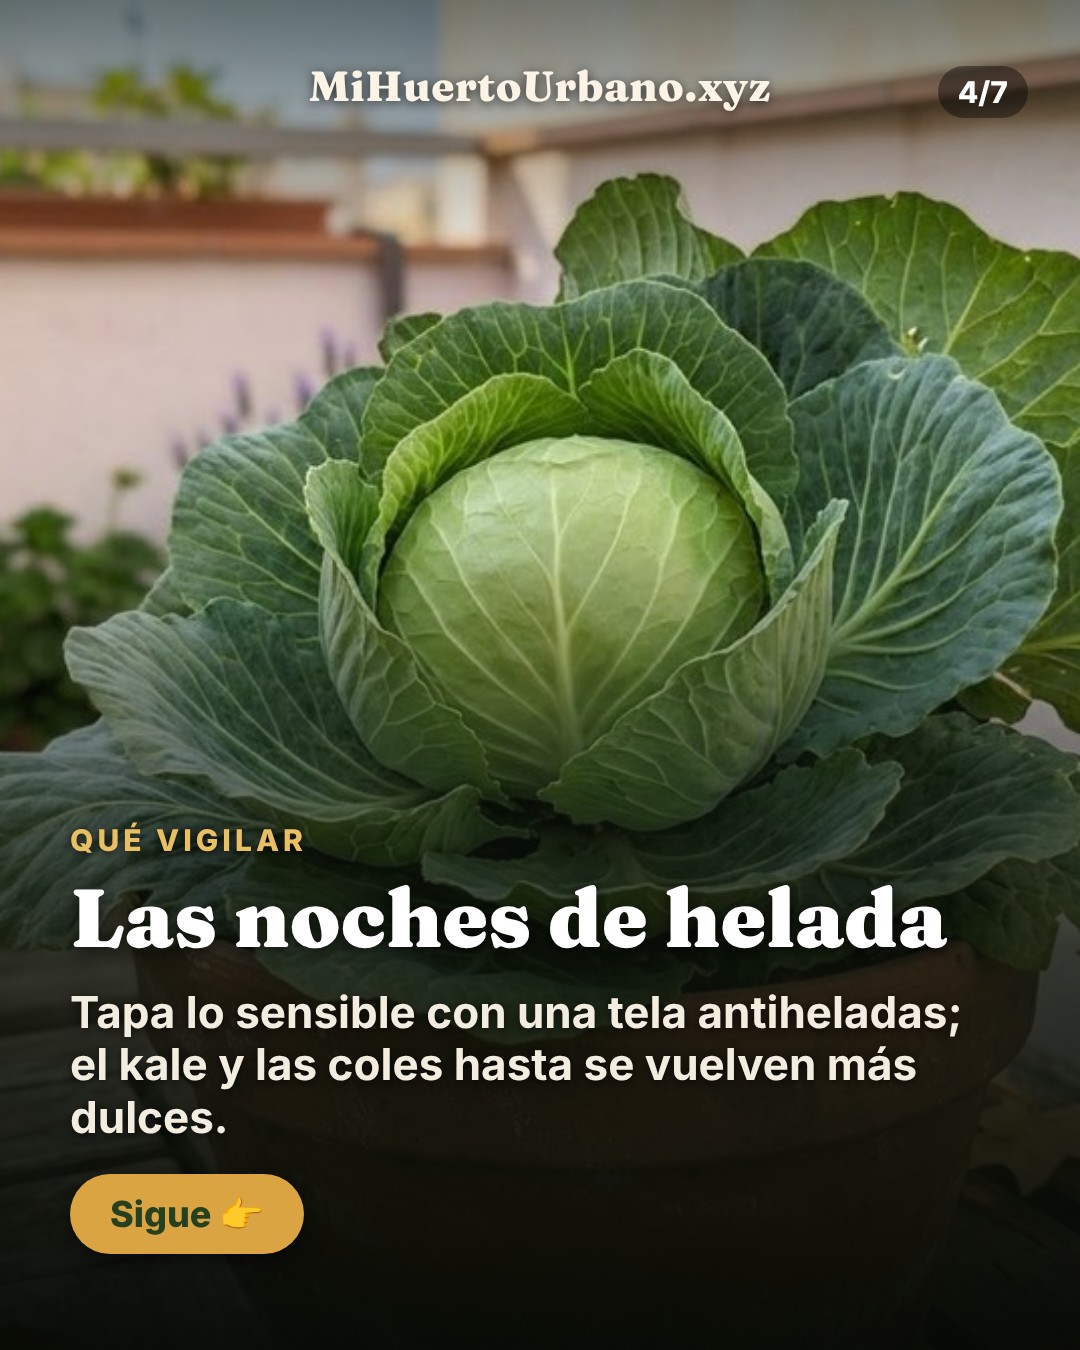 MiHuertoUrbano.xyz
4/7
QUÉ VIGILAR
Las noches de helada
Tapa lo sensible con una tela antiheladas;
el kale y las coles hasta se vuelven más
dulces.
Sigue 👉